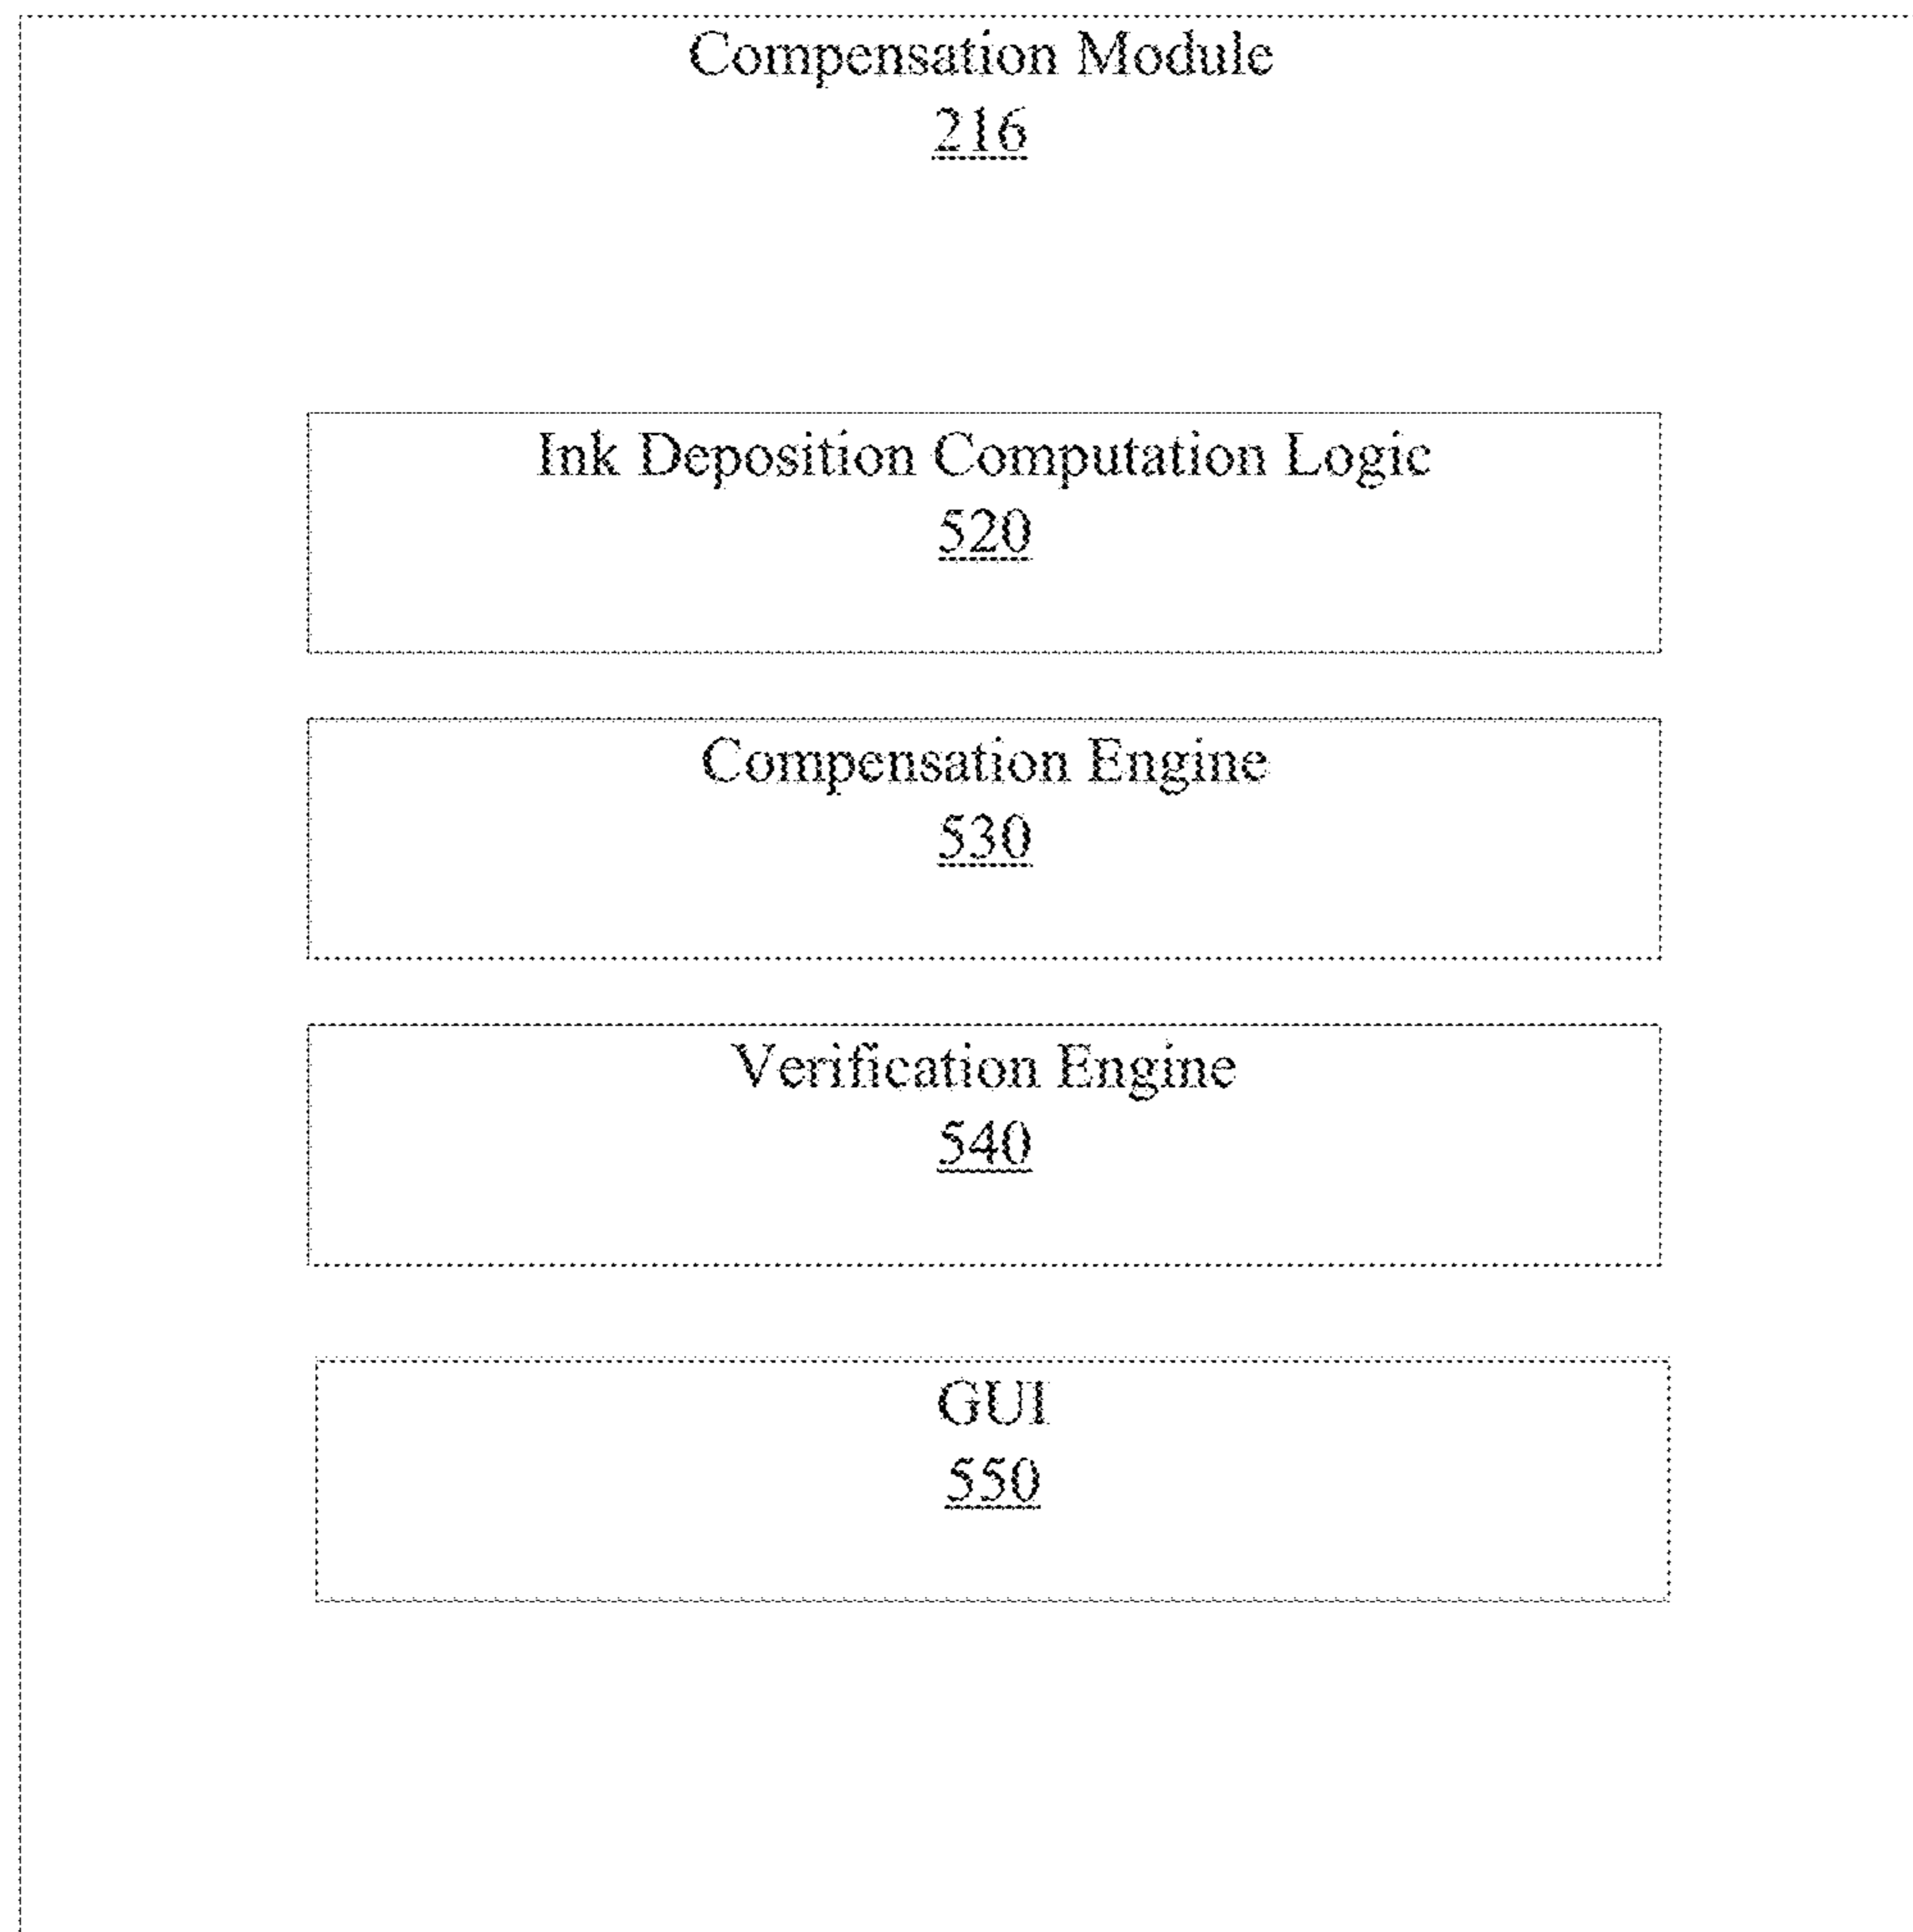 Compensation Module
216
Ink Deposition Computation Logic
520
Compensation Engine
530
Verification Engine
540
GUI
550